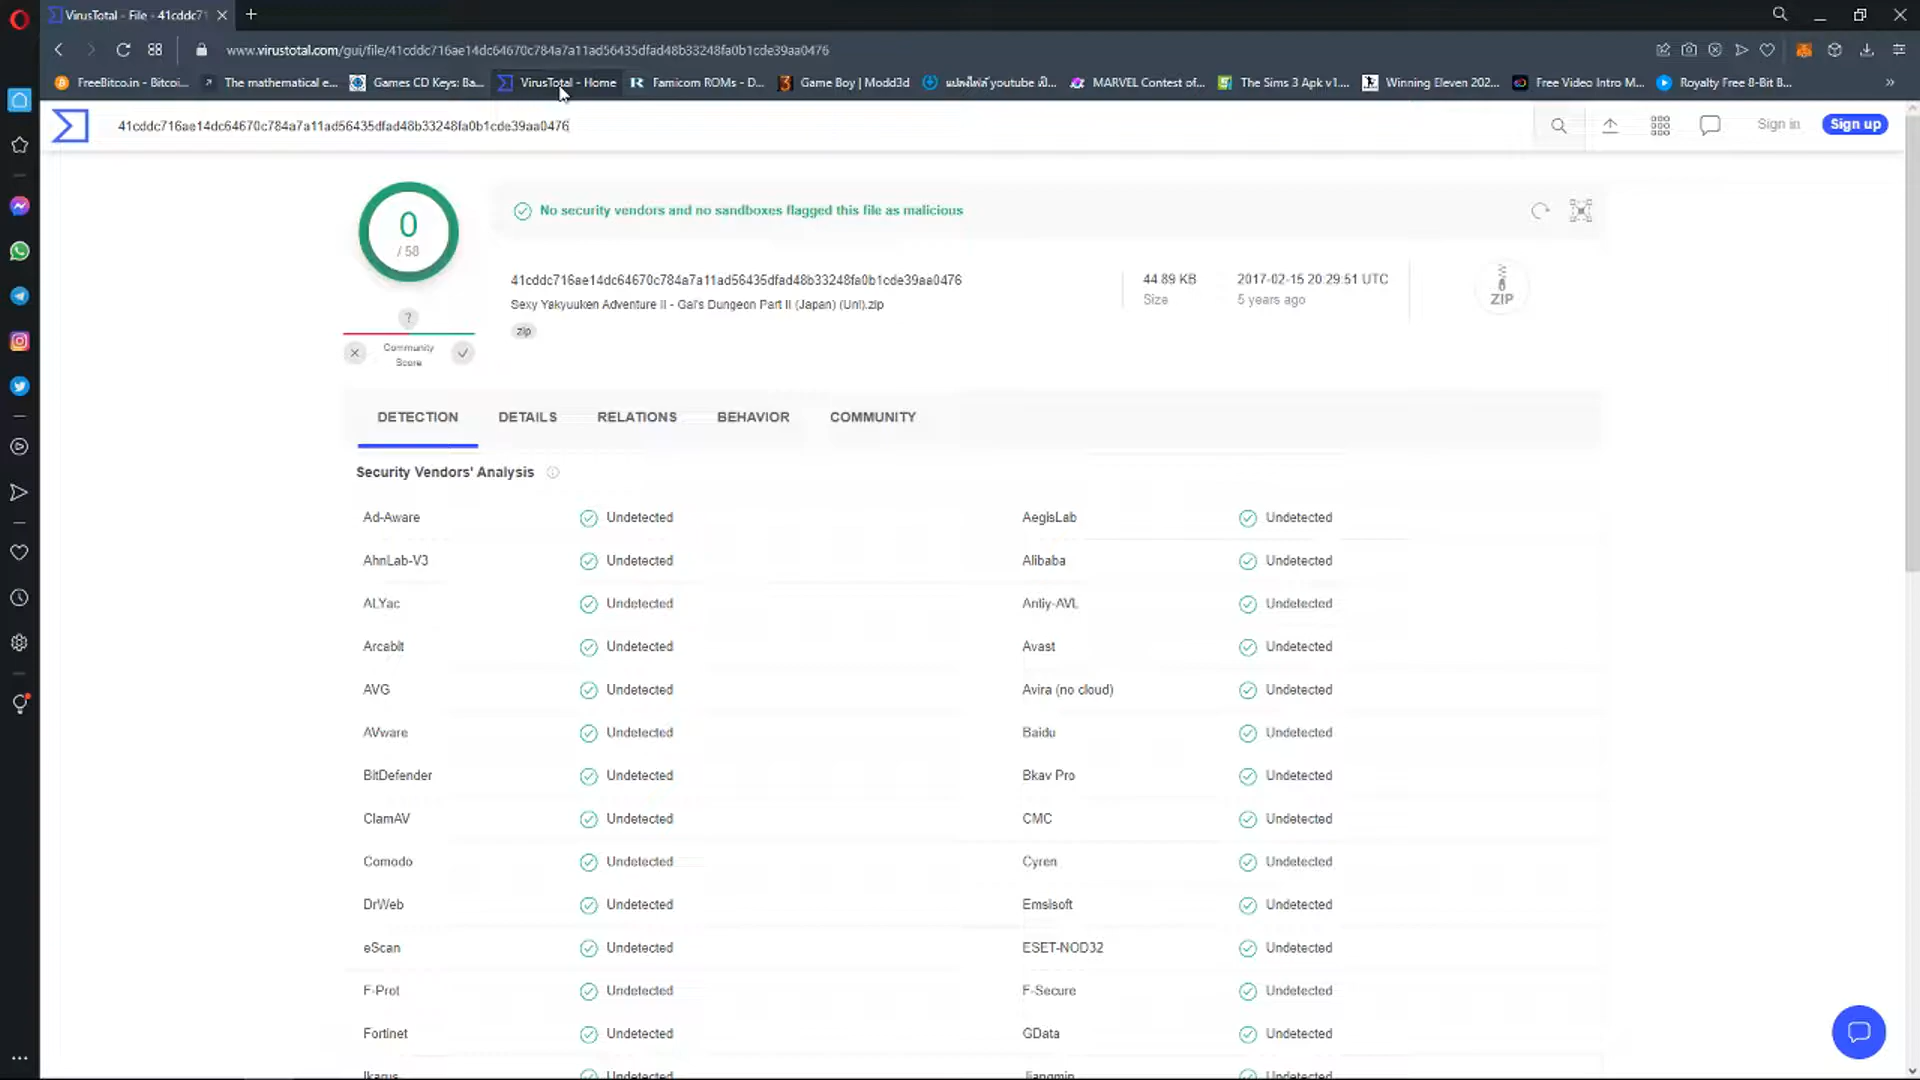 VirusTotal - File - 41cddc71
www.virustotal.com/gui/file/41cddc716ae14dc64670c784a7a11ad56435dfad48b33248fa0b1cde39aa0476
FreeBitco.in - Bitcoi... The mathematical e... Games CD Keys: Ba... VirusTotal - Home Famicom ROMs - D... Game Boy | Modd3d youtube MARVEL Contest of... The Sims 3 Apk v1.... Winning Eleven 202... Free Video Intro M... Royalty Free 8-Bit B... »
41cddc716ae14dc64670c784a7a11ad56435dfad48b33248fa0b1cde39aa0476 Sign in Sign up
0
/ 58
No security vendors and no sandboxes flagged this file as malicious
41cddc716ae14dc64670c784a7a11ad56435dfad48b33248fa0b1cde39aa0476
Sexy Yakyuuken Adventure II - Gal's Dungeon Part II (Japan) (Unl).zip
zip
44.89 KB
Size
2017-02-15 20:29:51 UTC
5 years ago
ZIP
?
Community
Score
DETECTION DETAILS RELATIONS BEHAVIOR COMMUNITY
Security Vendors' Analysis
Ad-Aware Undetected AegisLab Undetected
AhnLab-V3 Undetected Alibaba Undetected
ALYac Undetected Antiy-AVL Undetected
Arcabit Undetected Avast Undetected
AVG Undetected Avira (no cloud) Undetected
AVware Undetected Baidu Undetected
BitDefender Undetected Bkav Pro Undetected
ClamAV Undetected CMC Undetected
Comodo Undetected Cyren Undetected
DrWeb Undetected Emsisoft Undetected
eScan Undetected ESET-NOD32 Undetected
F-Prot Undetected F-Secure Undetected
Fortinet Undetected GData Undetected
Ikarus Undetected Jiangmin Undetected